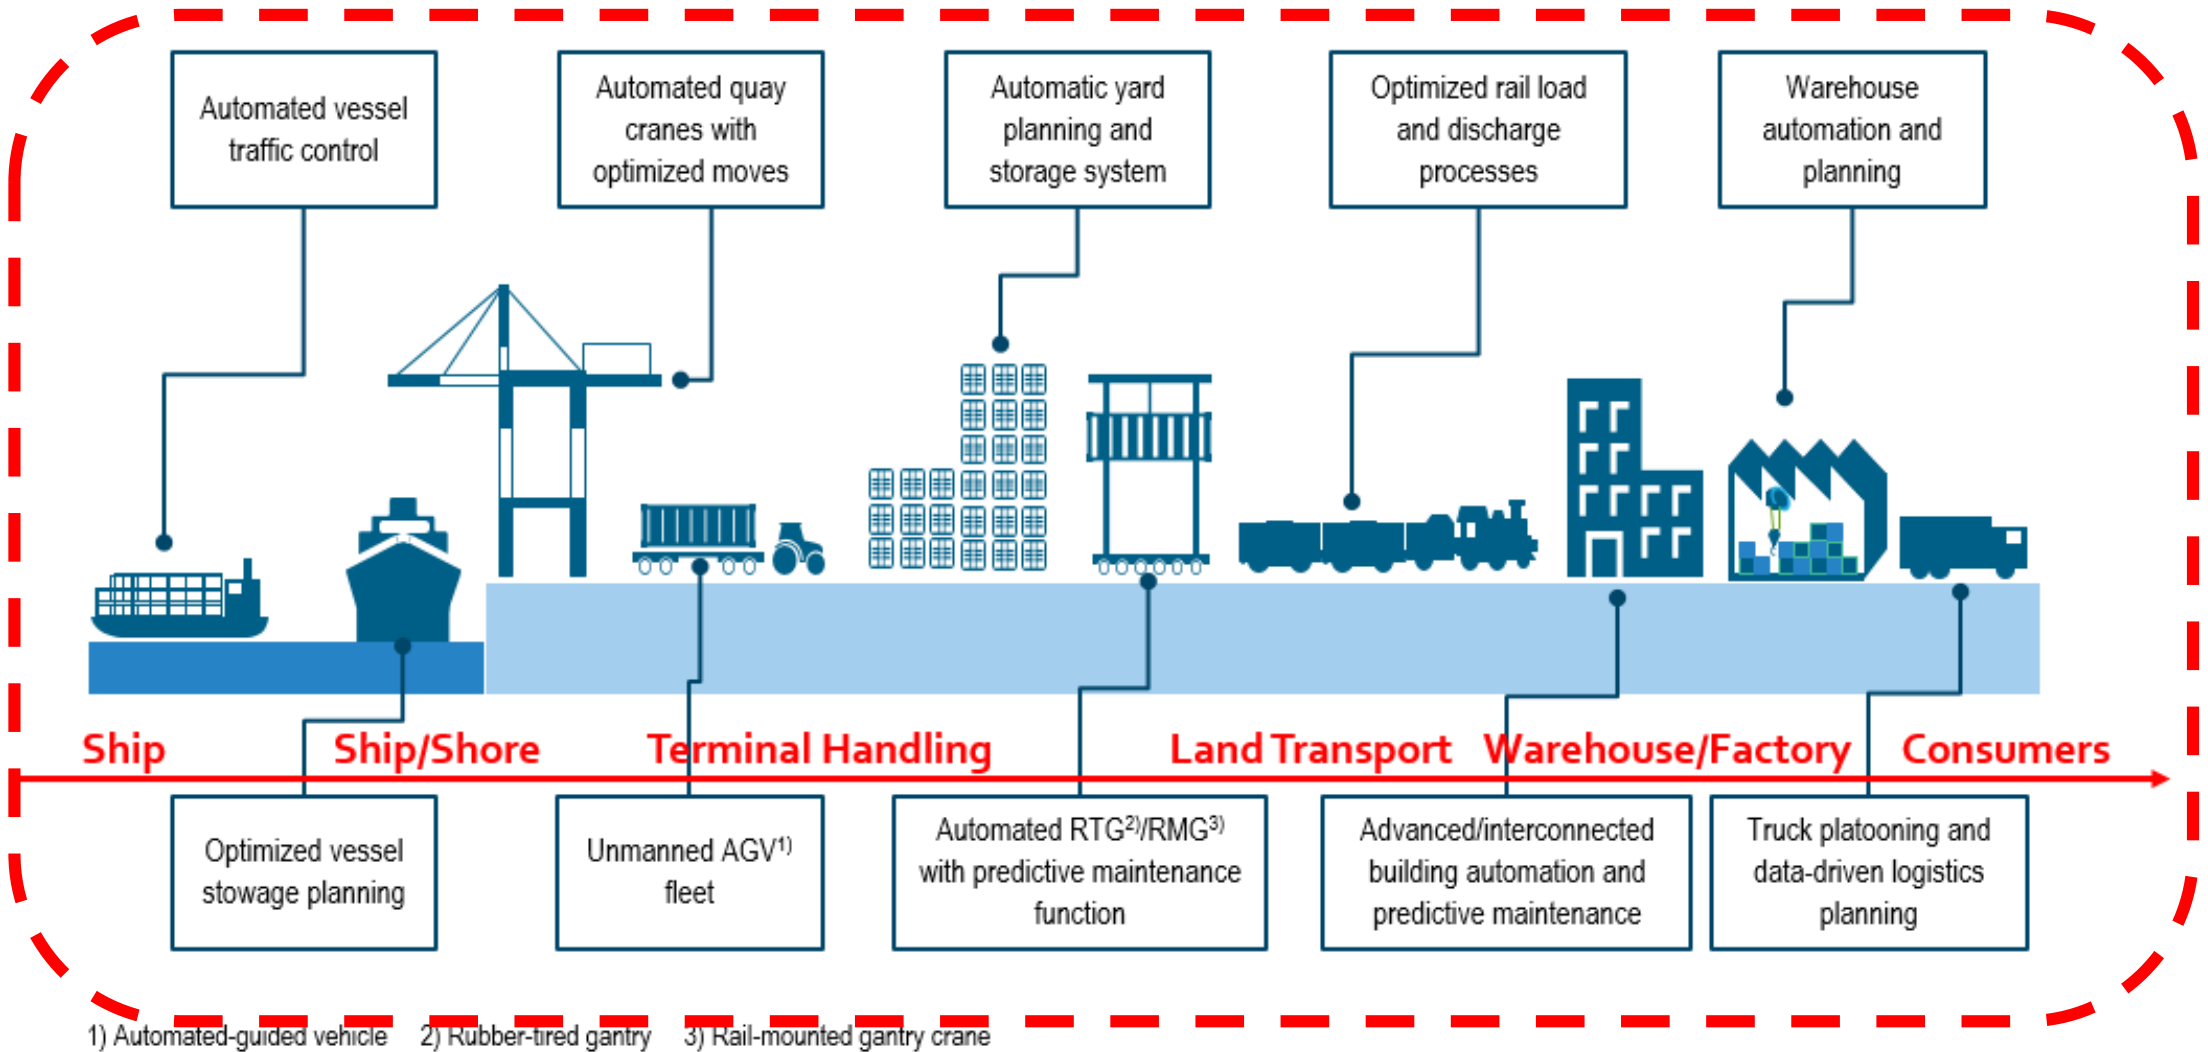 Automated vessel
traffic control
Automated quay
cranes with
optimized moves
Automatic yard
planning and
storage system
Optimized rail load
and discharge
processes
Warehouse
automation and
planning
Ship
Ship/Shore
Terminal Handling
Land Transport
Warehouse/Factory
Consumers
Optimized vessel
stowage planning
Unmanned AGV¹⁾
fleet
Automated RTG²⁾/RMG³⁾
with predictive maintenance
function
Advanced/interconnected
building automation and
predictive maintenance
Truck platooning and
data-driven logistics
planning
1) Automated-guided vehicle 2) Rubber-tired gantry 3) Rail-mounted gantry crane